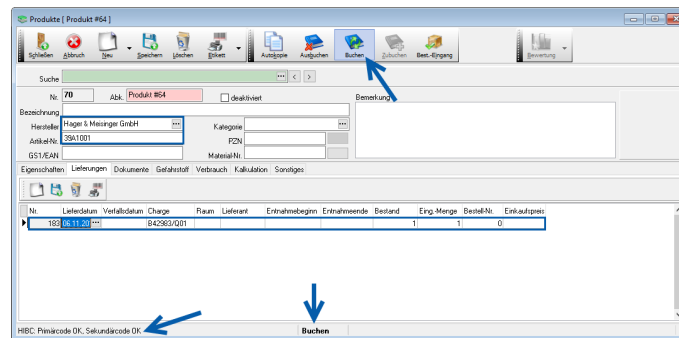 Produkte [ Produkt #64 ]
Schließen Abbruch Neu Speichern Löschen Etikett Autokopie Ausbuchen Buchen Zubuchen Best.-Eingang Bewertung
Suche
Nr. 70 Abk. Produkt #64 deaktiviert Bemerkung
Bezeichnung
Hersteller Hager & Meisinger GmbH Kategorie
Artikel-Nr. 39A1001 PZN
GS1/EAN Material-Nr.
Eigenschaften Lieferungen Dokumente Gefahrstoff Verbrauch Kalkulation Sonstiges
Nr. Lieferdatum Verfallsdatum Charge Raum Lieferant Entnahmebeginn Entnahmeende Bestand Eing.-Menge Bestell-Nr. Einkaufspreis
183 06.11.20 B42983/Q01 1 1 0
HIBC: Primärcode OK, Sekundärcode OK Buchen